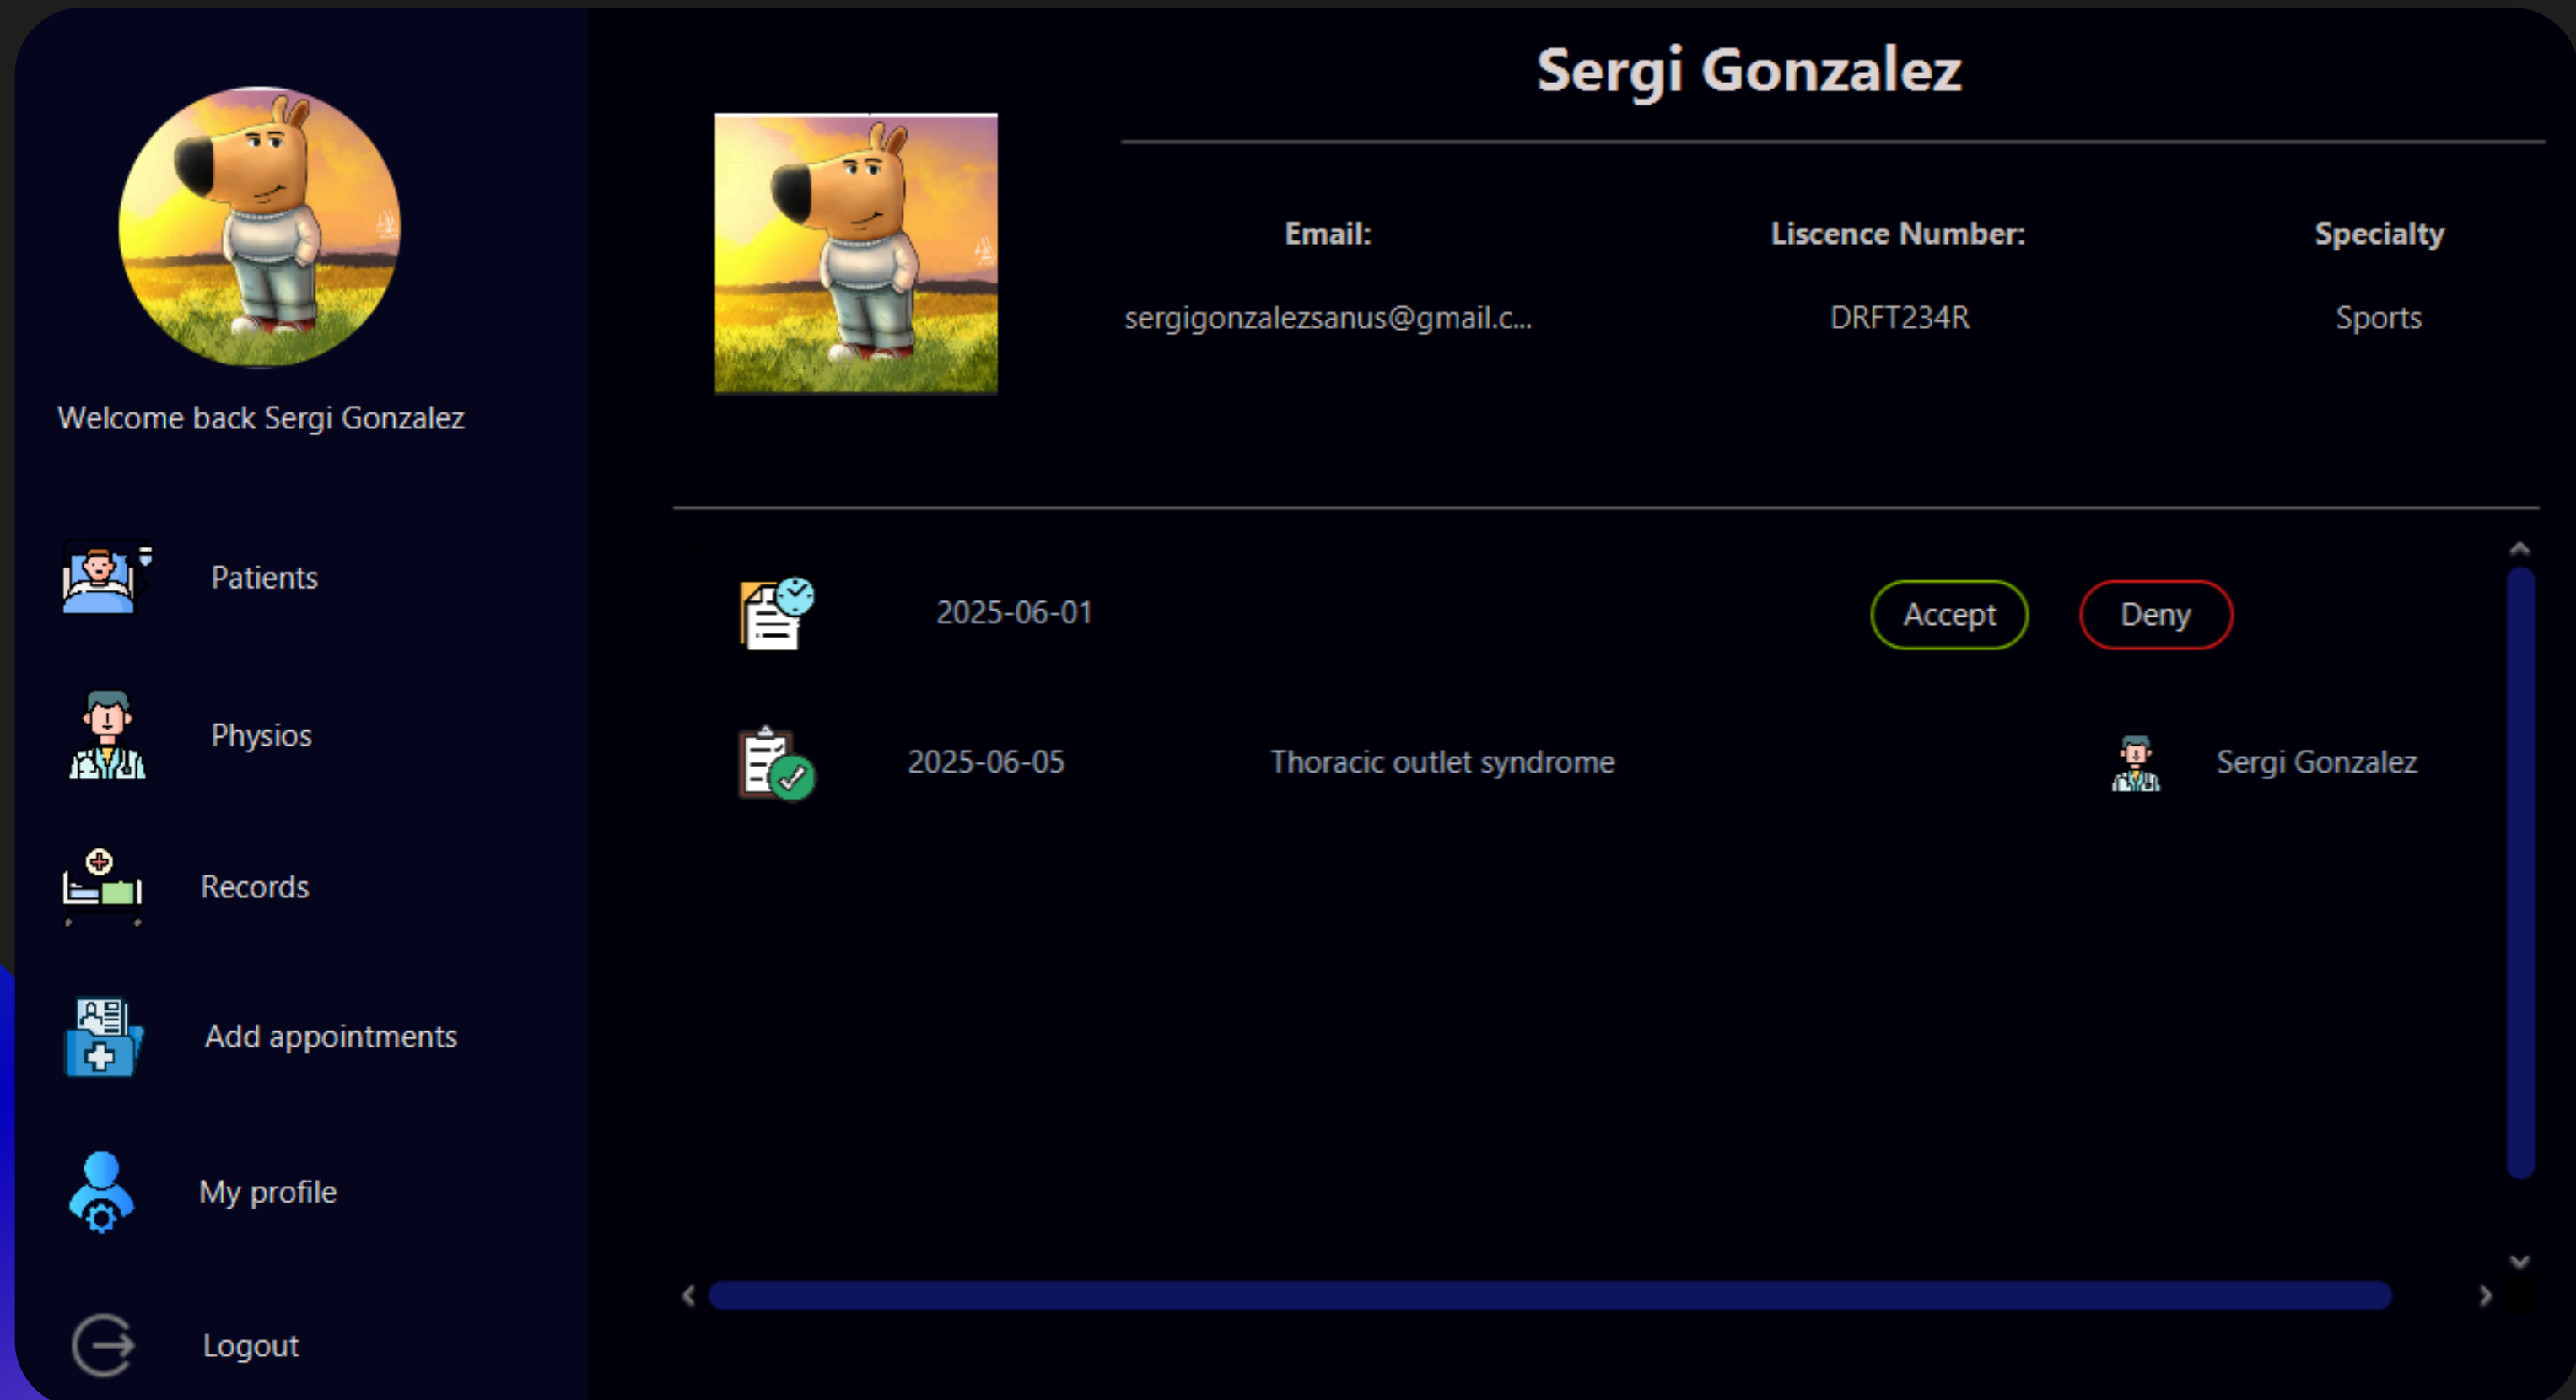 Sergi Gonzalez
Welcome back Sergi Gonzalez
Patients
Physios
Records
Add appointments
My profile
Logout
Email:
Liscence Number:
Specialty
sergigonzalezsanus@gmail.c...
DRFT234R
Sports
2025-06-01
Accept
Deny
2025-06-05
Thoracic outlet syndrome
Sergi Gonzalez